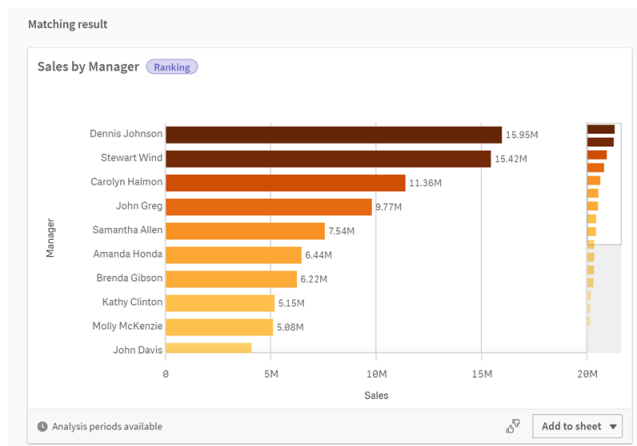 Matching result
Sales by Manager Ranking
Dennis Johnson 15.95M
Stewart Wind 15.42M
Carolyn Halmon 11.36M
John Greg 9.77M
Samantha Allen 7.54M
Manager
Amanda Honda 6.44M
Brenda Gibson 6.22M
Kathy Clinton 5.15M
Molly McKenzie 5.08M
John Davis
0 5M 10M 15M 20M
Sales
Analysis periods available Add to sheet